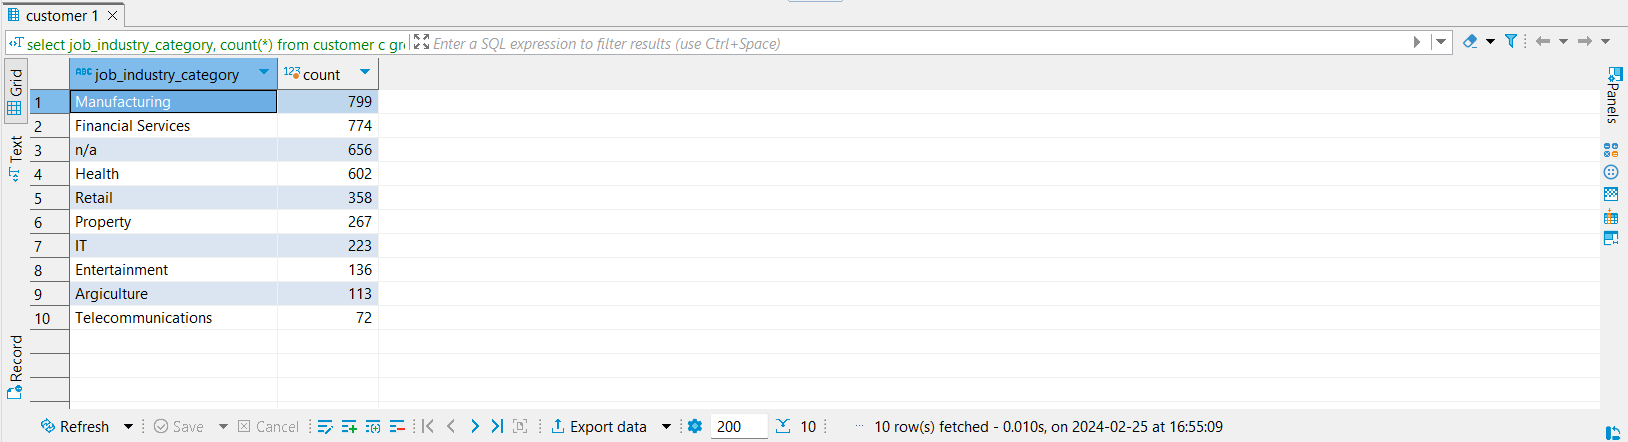 customer 1
select job_industry_category, count(*) from customer c gr
Enter a SQL expression to filter results (use Ctrl+Space)
Grid
Text
Record
ABC job_industry_category
123 count
1 Manufacturing 799
2 Financial Services 774
3 n/a 656
4 Health 602
5 Retail 358
6 Property 267
7 IT 223
8 Entertainment 136
9 Argiculture 113
10 Telecommunications 72
Panels
Refresh Save Cancel Export data 200 10 10 row(s) fetched - 0.010s, on 2024-02-25 at 16:55:09